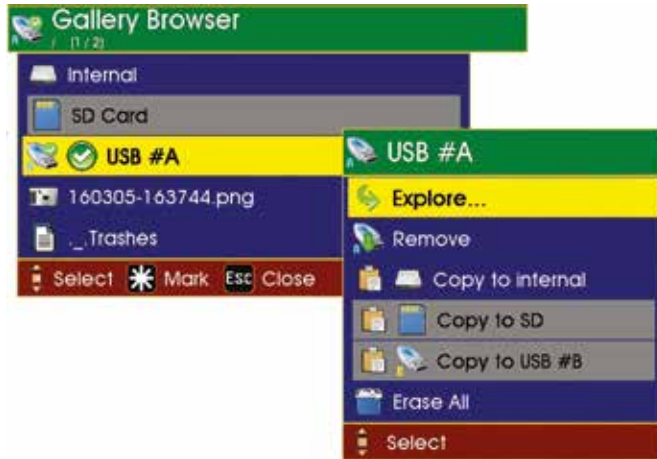 Gallery Browser
/ (1/2)
Internal
SD Card
USB #A
160305-163744.png
._.Trashes
Select Mark Esc Close
USB #A
Explore...
Remove
Copy to internal
Copy to SD
Copy to USB #B
Erase All
Select